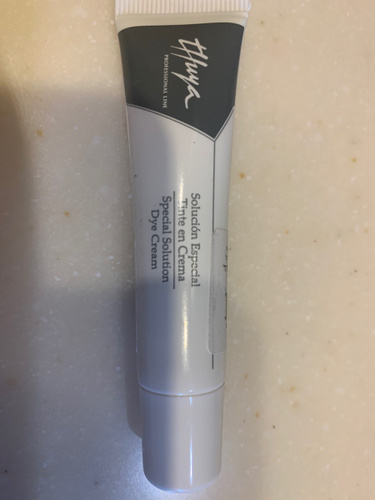 thuya
PROFESSIONAL LINE
Solución Especial
Tinte en Crema
Special Solution
Dye Cream